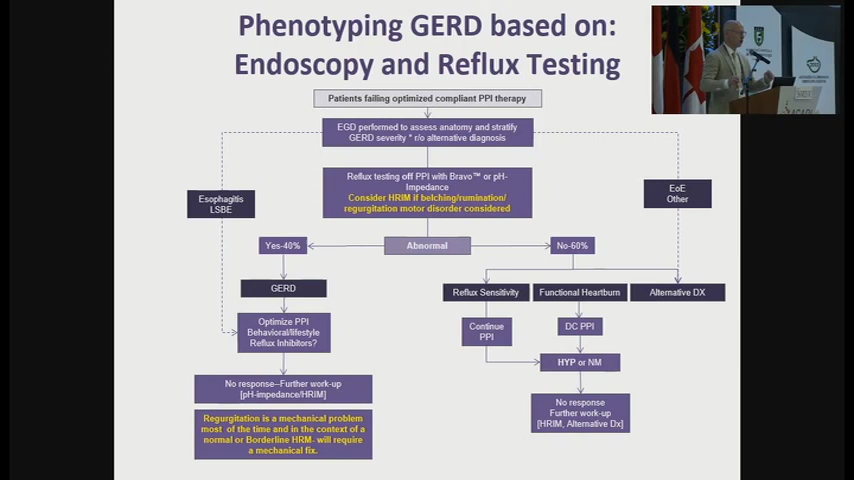 Phenotyping GERD based on:
Endoscopy and Reflux Testing
Patients failing optimized compliant PPI therapy
EGD performed to assess anatomy and stratify
GERD severity * r/o alternative diagnosis
Reflux testing off PPI with Bravo™ or pH-
Impedance
Consider HRIM if belching/rumination/
regurgitation motor disorder considered
Esophagitis
LSBE
EoE
Other
Yes-40%
Abnormal
No-60%
GERD
Reflux Sensitivity
Functional Heartburn
Alternative DX
Optimize PPI
Behavioral/lifestyle
Reflux Inhibitors?
Continue
PPI
DC PPI
HYP or NM
No response--Further work-up
[pH-impedance/HRIM]
No response
Further work-up
[HRIM, Alternative Dx]
Regurgitation is a mechanical problem
most of the time and in the context of a
normal or Borderline HRM- will require
a mechanical fix.